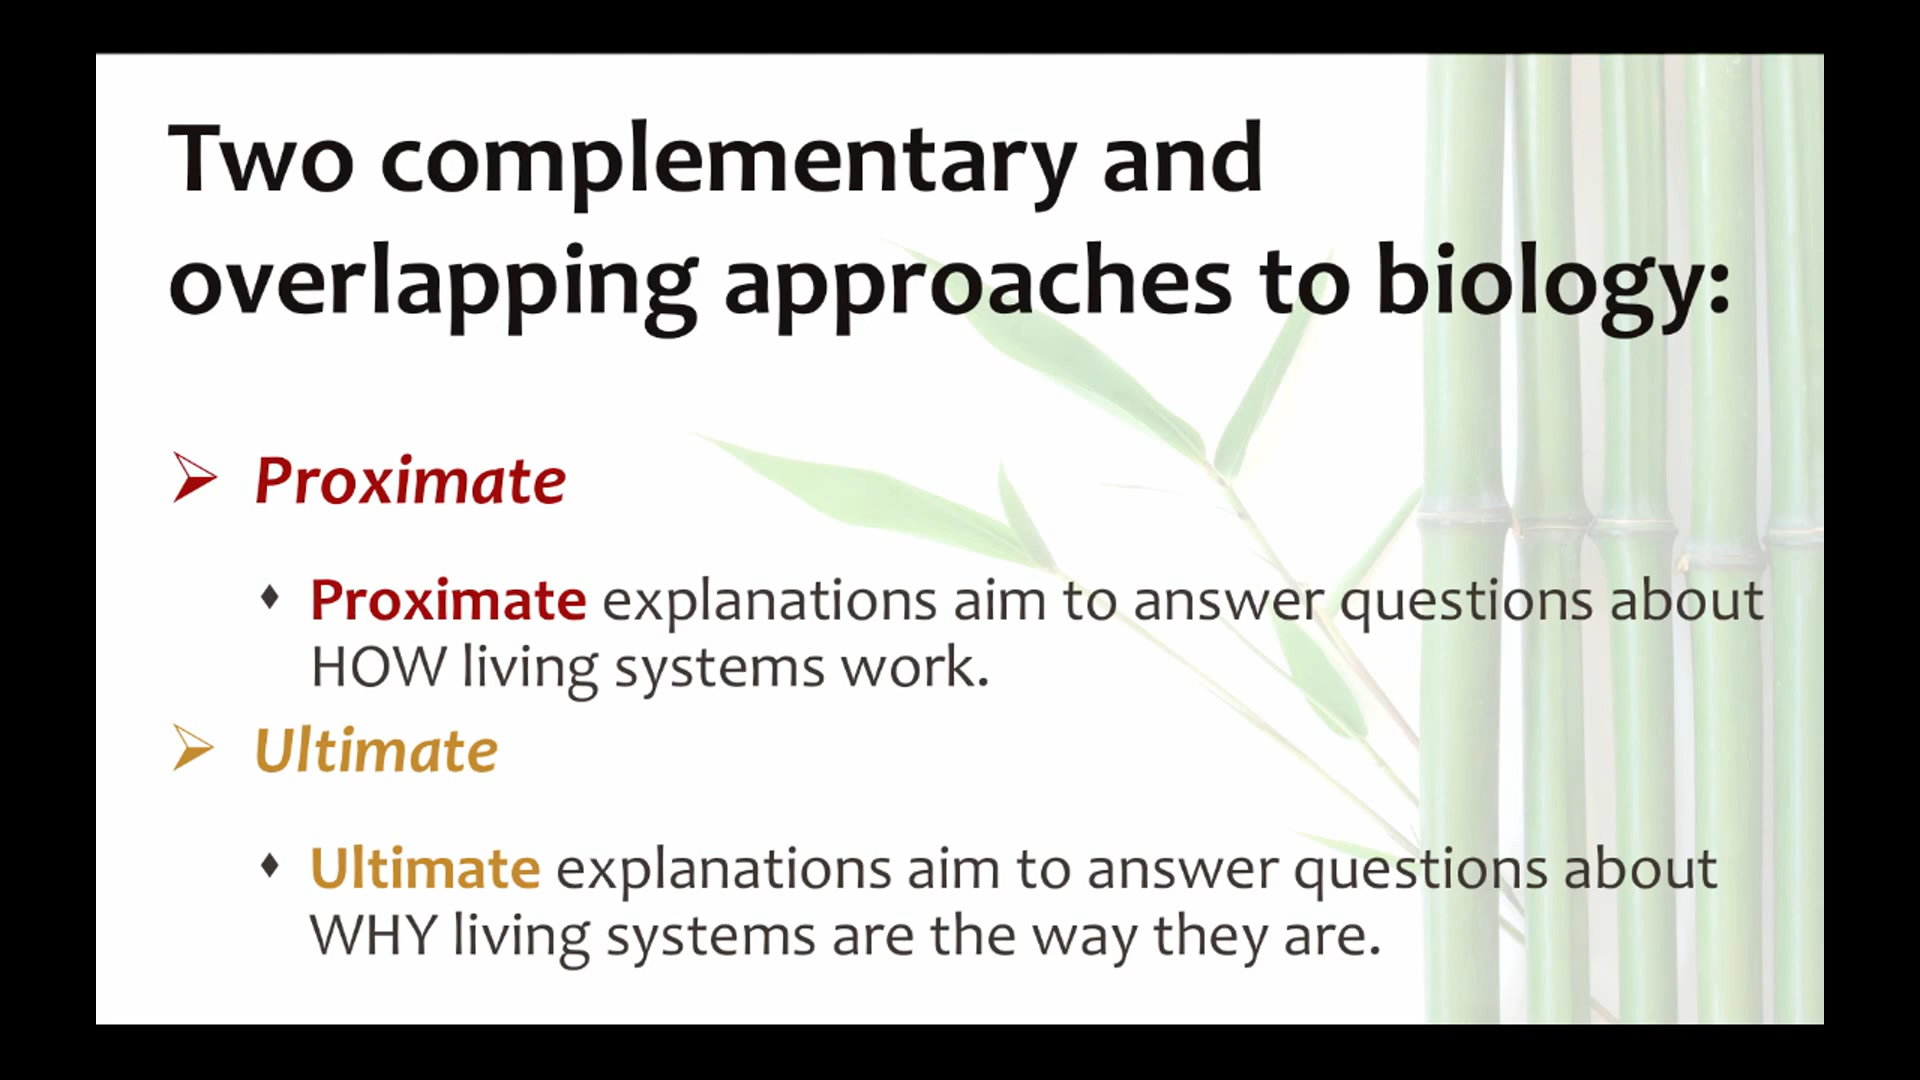 Two complementary and
overlapping approaches to biology:
Proximate
Proximate explanations aim to answer questions about
HOW living systems work.
Ultimate
Ultimate explanations aim to answer questions about
WHY living systems are the way they are.